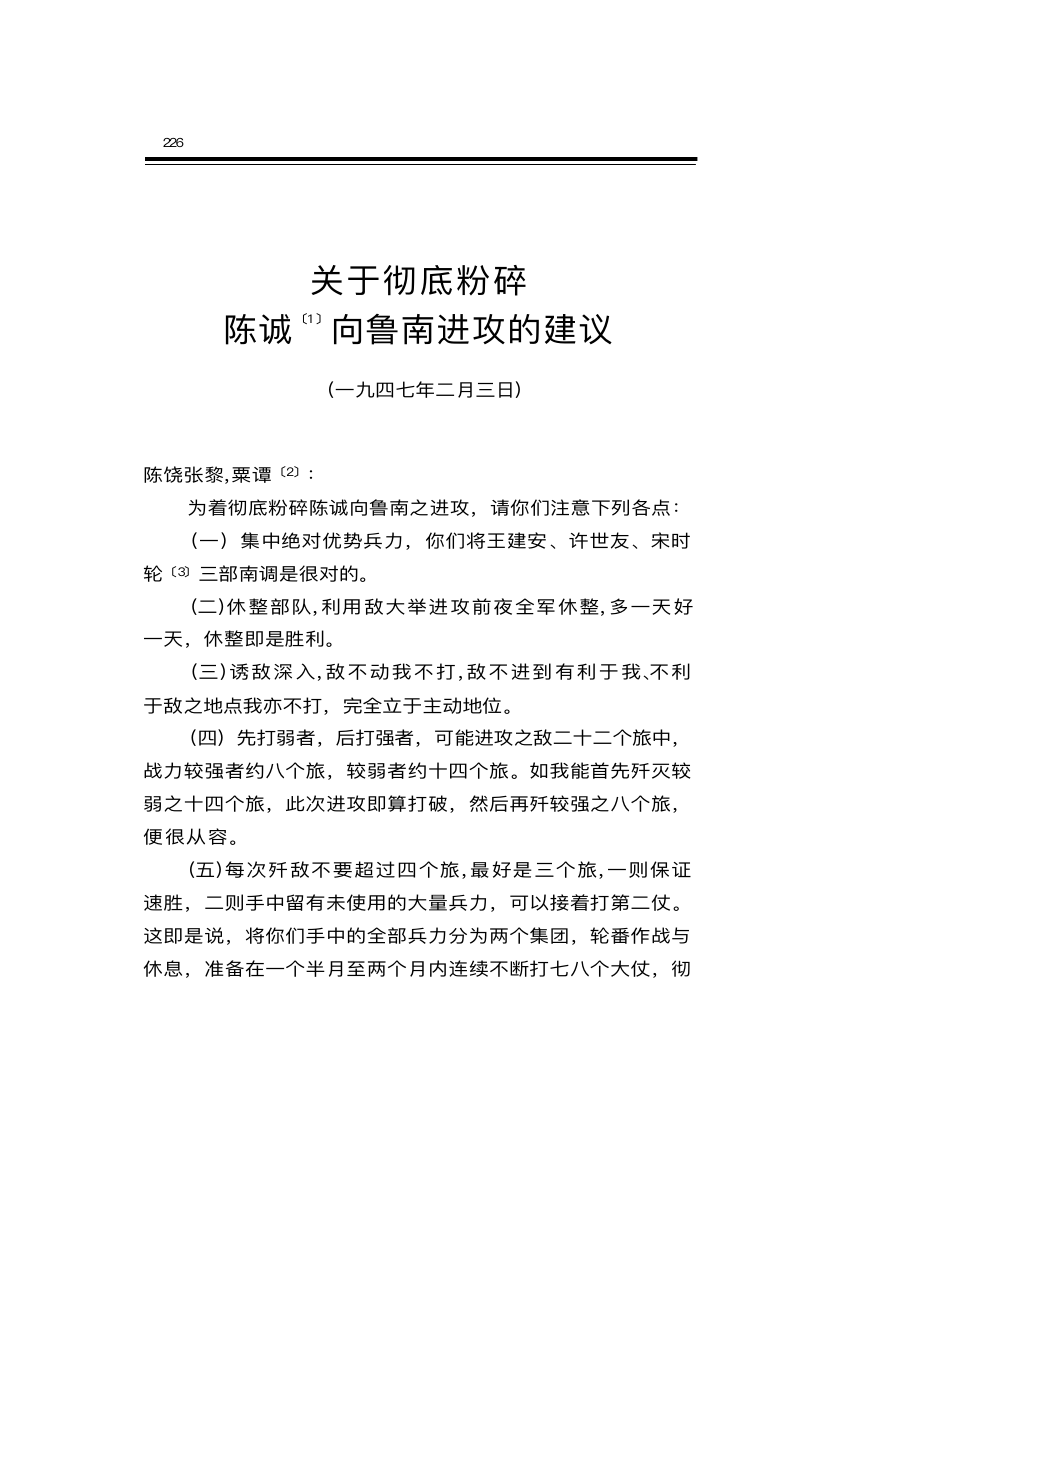 226
关于彻底粉碎
陈诚〔1〕向鲁南进攻的建议
(一九四七年二月三日)
陈饶张黎,粟谭〔2〕:
为着彻底粉碎陈诚向鲁南之进攻，请你们注意下列各点：
(一) 集中绝对优势兵力，你们将王建安、许世友、宋时
轮〔3〕三部南调是很对的。
(二)休整部队,利用敌大举进攻前夜全军休整,多一天好
一天，休整即是胜利。
(三)诱敌深入,敌不动我不打,敌不进到有利于我、不利
于敌之地点我亦不打，完全立于主动地位。
(四) 先打弱者，后打强者，可能进攻之敌二十二个旅中，
战力较强者约八个旅，较弱者约十四个旅。如我能首先歼灭较
弱之十四个旅，此次进攻即算打破，然后再歼较强之八个旅，
便很从容。
(五)每次歼敌不要超过四个旅,最好是三个旅,一则保证
速胜，二则手中留有未使用的大量兵力，可以接着打第二仗。
这即是说，将你们手中的全部兵力分为两个集团，轮番作战与
休息，准备在一个半月至两个月内连续不断打七八个大仗，彻